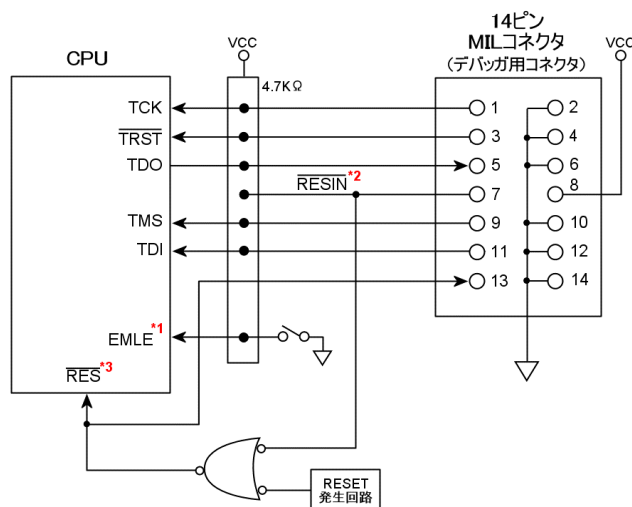 14ピン
MILコネクタ
(デバッガ用コネクタ)
VCC
VCC
CPU
4.7KΩ
TCK
1
2
TRST
3
4
TDO
5
6
RESIN*2
7
8
TMS
9
10
TDI
11
12
13
14
EMLE*1
RES*3
RESET
発生回路